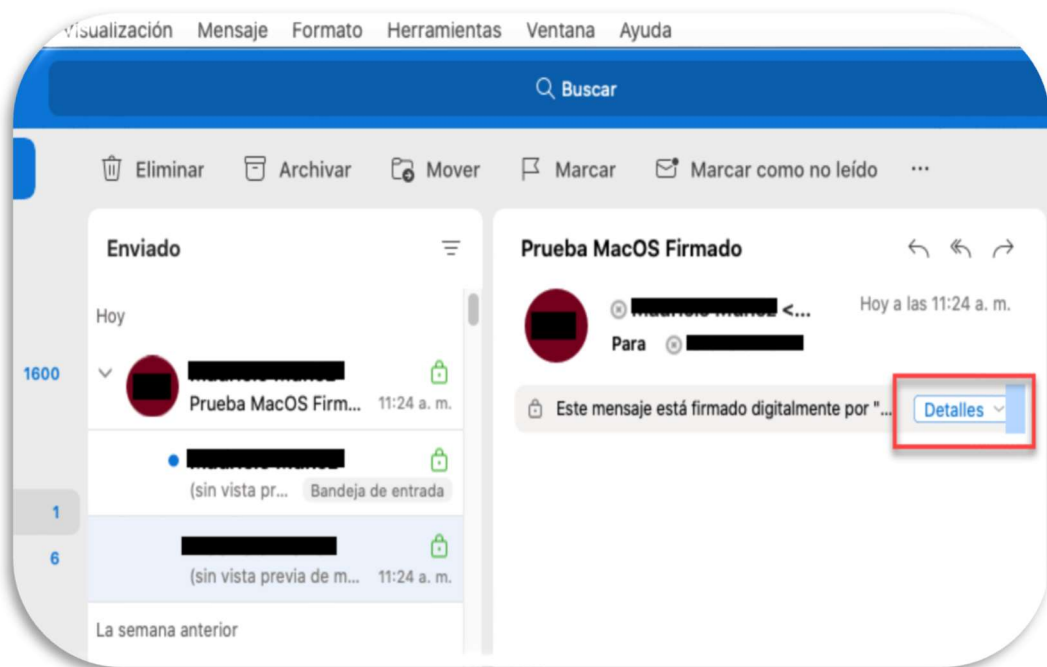 Visualización Mensaje Formato Herramientas Ventana Ayuda
Buscar
Eliminar Archivar Mover Marcar Marcar como no leído ...
Enviado
Hoy
1600
Prueba MacOS Firm... 11:24 a. m.
(sin vista pr... Bandeja de entrada
1
6
(sin vista previa de m... 11:24 a. m.
La semana anterior
Prueba MacOS Firmado
<... Hoy a las 11:24 a. m.
Para
Este mensaje está firmado digitalmente por "... Detalles